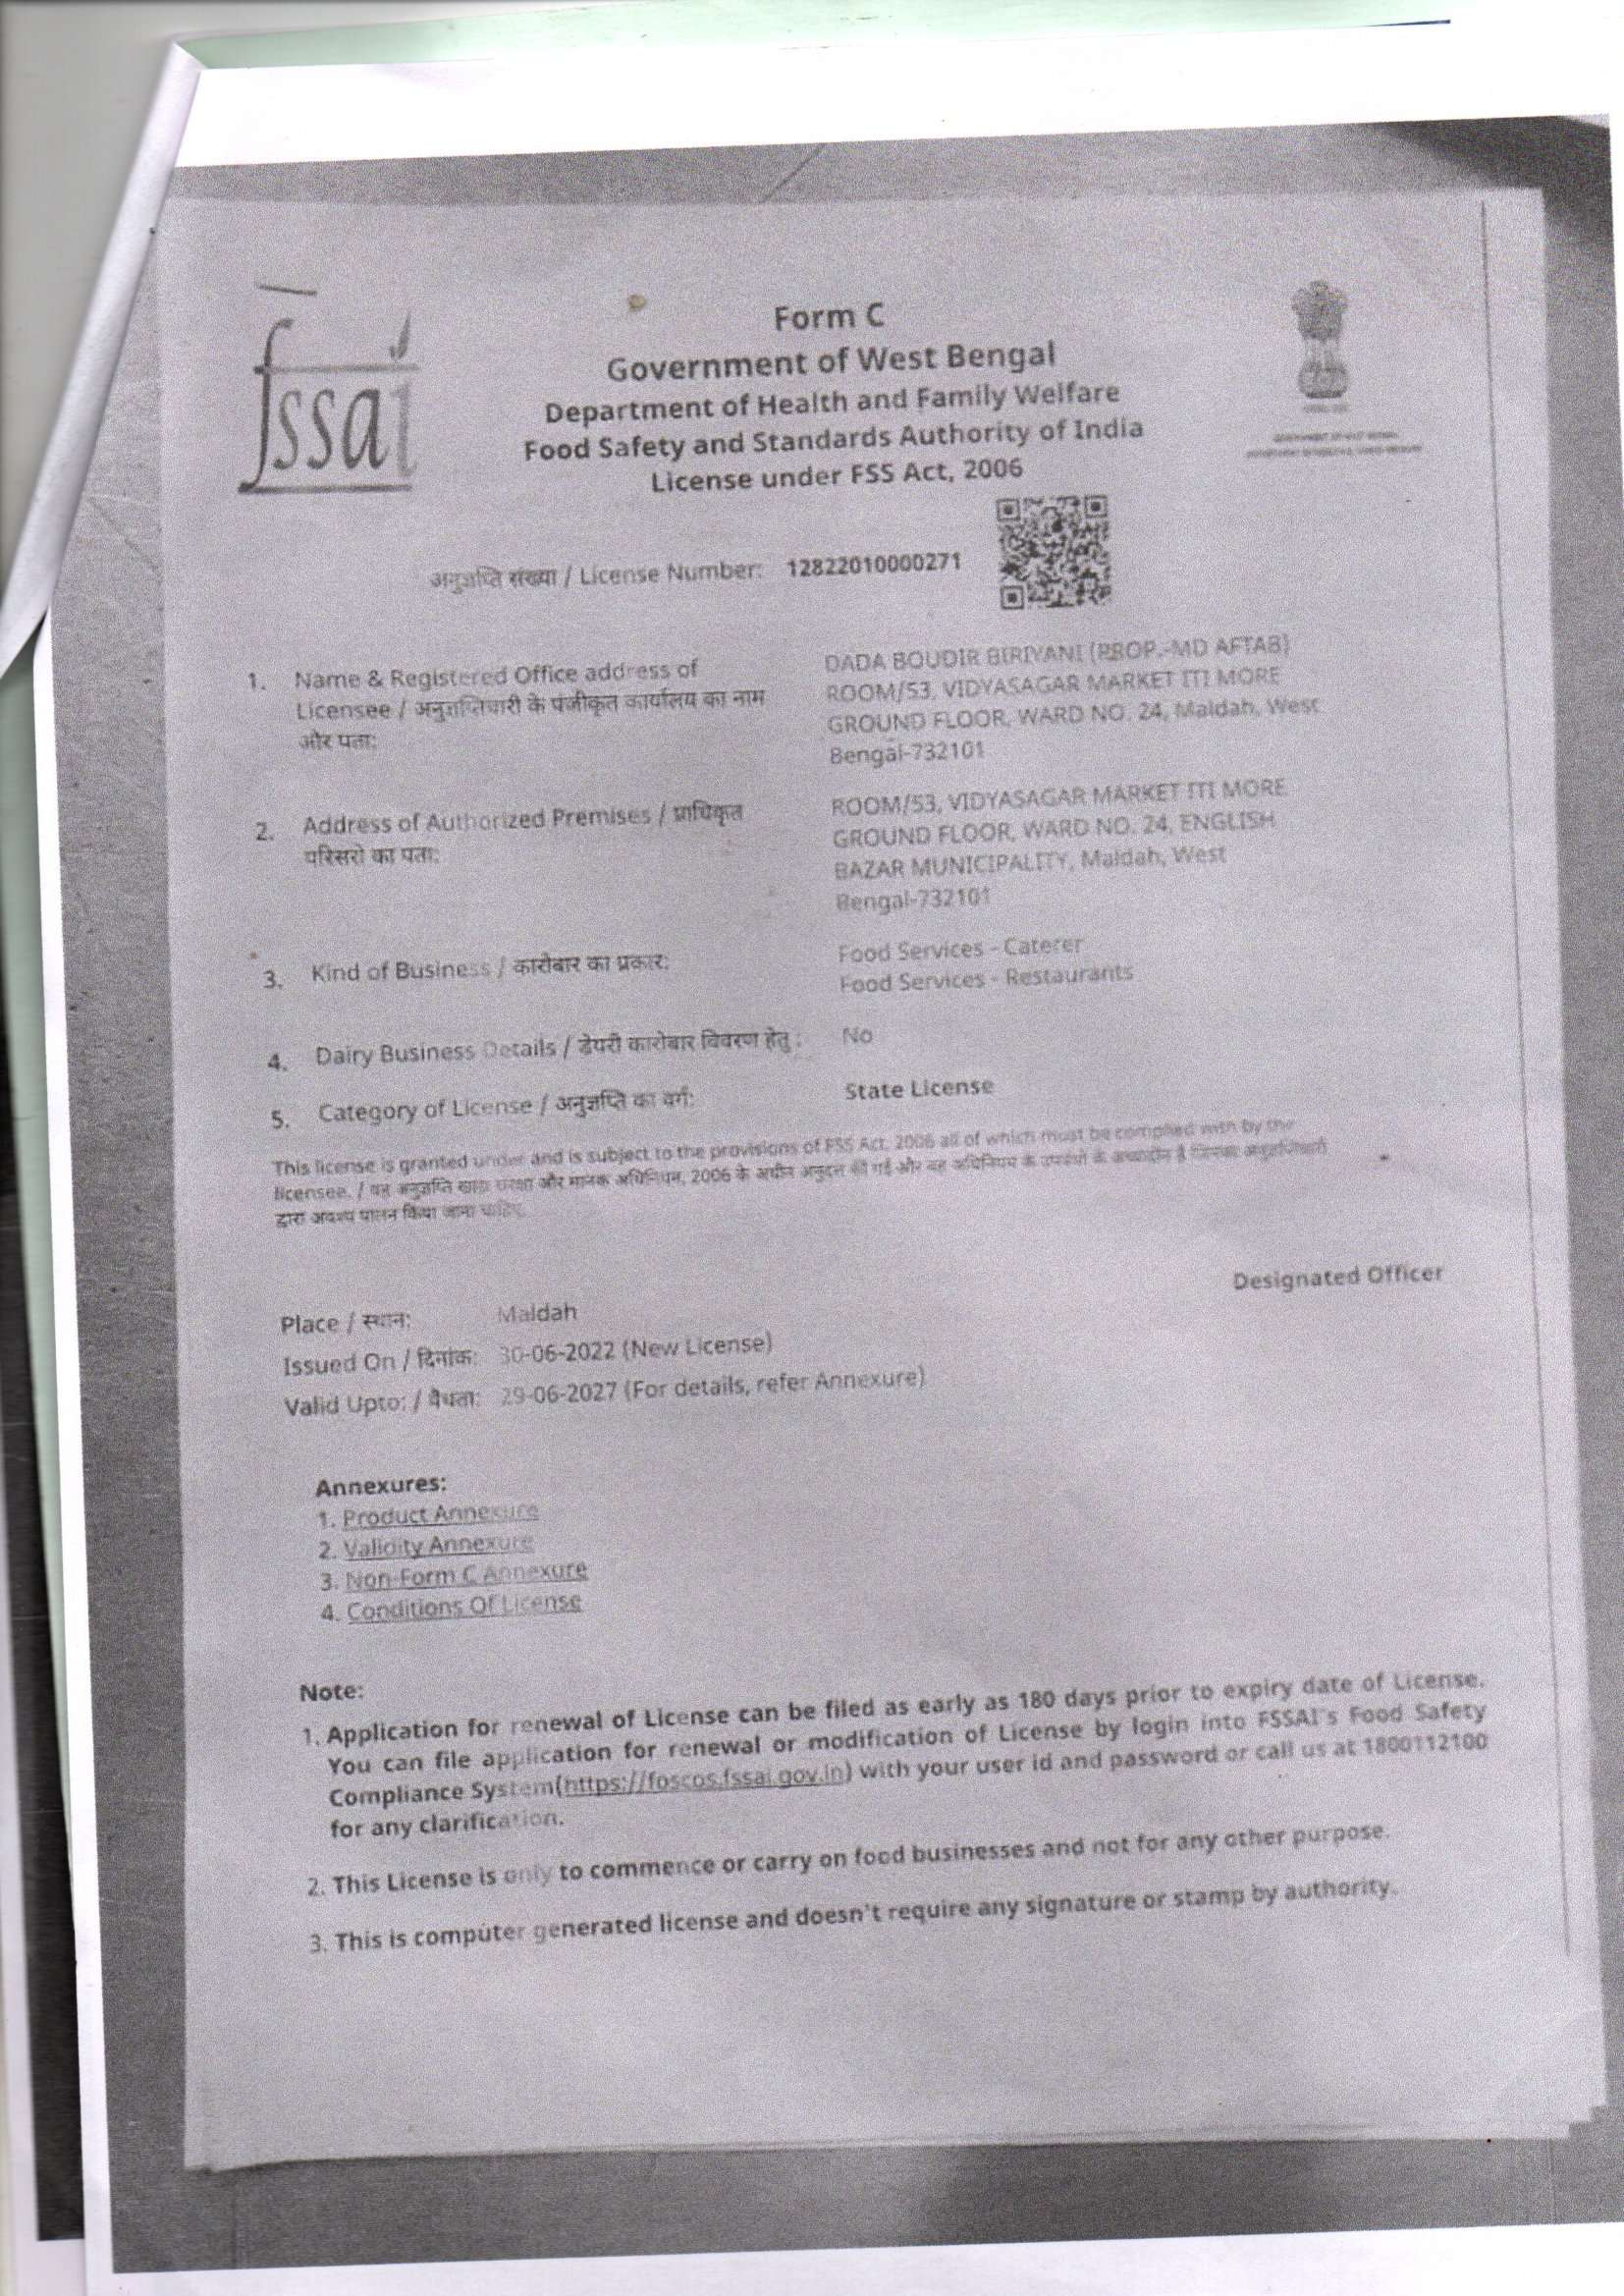 fssai
Form C
Government of West Bengal
Department of Health and Family Welfare
Food Safety and Standards Authority of India
License under FSS Act, 2006
अनुज्ञप्ति संख्या / License Number: 12822010000271
1. Name & Registered Office address of
Licensee / अनुज्ञप्तिधारी के पंजीकृत कार्यालय का नाम
और पता:
DADA BOUDIR BIRIYANI (PROP.-MD AFTAB)
ROOM/53, VIDYASAGAR MARKET ITI MORE
GROUND FLOOR, WARD NO. 24, Maldah, West
Bengal-732101
2. Address of Authorized Premises / प्राधिकृत
परिसरो का पता:
ROOM/53, VIDYASAGAR MARKET ITI MORE
GROUND FLOOR, WARD NO. 24, ENGLISH
BAZAR MUNICIPALITY, Maldah, West
Bengal-732101
3. Kind of Business / कारोबार का प्रकार:
Food Services - Caterer
Food Services - Restaurants
4. Dairy Business Details / डेयरी कारोबार विवरण हेतु : No
5. Category of License / अनुज्ञप्ति का वर्ग: State License
This license is granted under and is subject to the provisions of FSS Act, 2006 all of which must be complied with by the
licensee. / यह अनुज्ञप्ति खाद्य संरक्षा और मानक अधिनियम, 2006 के अधीन अनुदत्त की गई और यह अधिनियम के उपबंधों के अध्यधीन है जिनका अनुज्ञप्तिधारी
द्वारा अवश्य पालन किया जाना चाहिए
Designated Officer
Place / स्थान: Maldah
Issued On / दिनांक: 30-06-2022 (New License)
Valid Upto: / वैधता: 29-06-2027 (For details, refer Annexure)
Annexures:
1. Product Annexure
2. Validity Annexure
3. Non-Form C Annexure
4. Conditions Of License
Note:
1. Application for renewal of License can be filed as early as 180 days prior to expiry date of License.
You can file application for renewal or modification of License by login into FSSAI's Food Safety
Compliance System(https://foscos.fssai.gov.in) with your user id and password or call us at 1800112100
for any clarification.
2. This License is only to commence or carry on food businesses and not for any other purpose.
3. This is computer generated license and doesn't require any signature or stamp by authority.